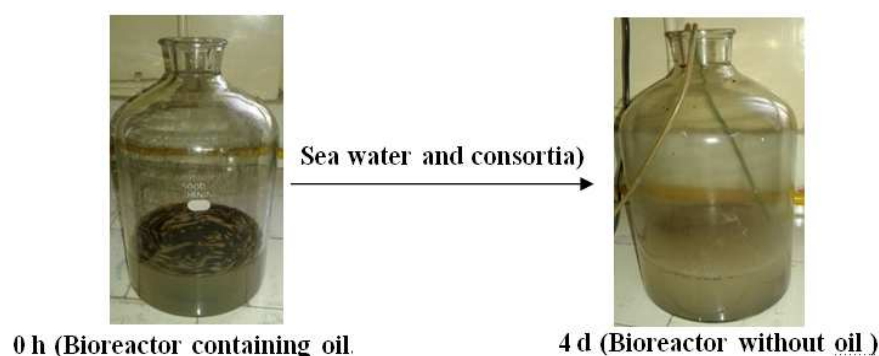 Sea water and consortia)
0 h (Bioreactor containing oil.
4 d (Bioreactor without oil )